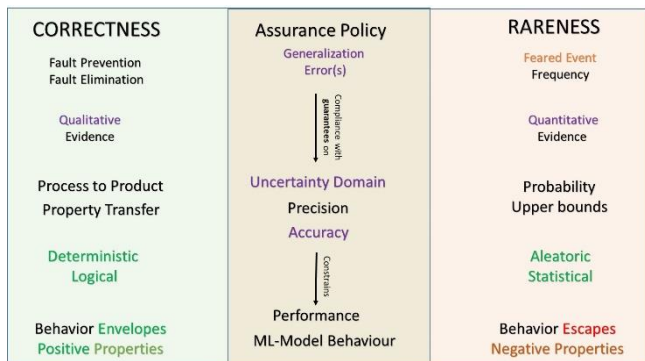 CORRECTNESS
Fault Prevention
Fault Elimination
Qualitative
Evidence
Process to Product
Property Transfer
Deterministic
Logical
Behavior Envelopes
Positive Properties
Assurance Policy
Generalization
Error(s)
Compliance with
guarantees on
Uncertainty Domain
Precision
Accuracy
Constrains
Performance
ML-Model Behaviour
RARENESS
Feared Event
Frequency
Quantitative
Evidence
Probability
Upper bounds
Aleatoric
Statistical
Behavior Escapes
Negative Properties